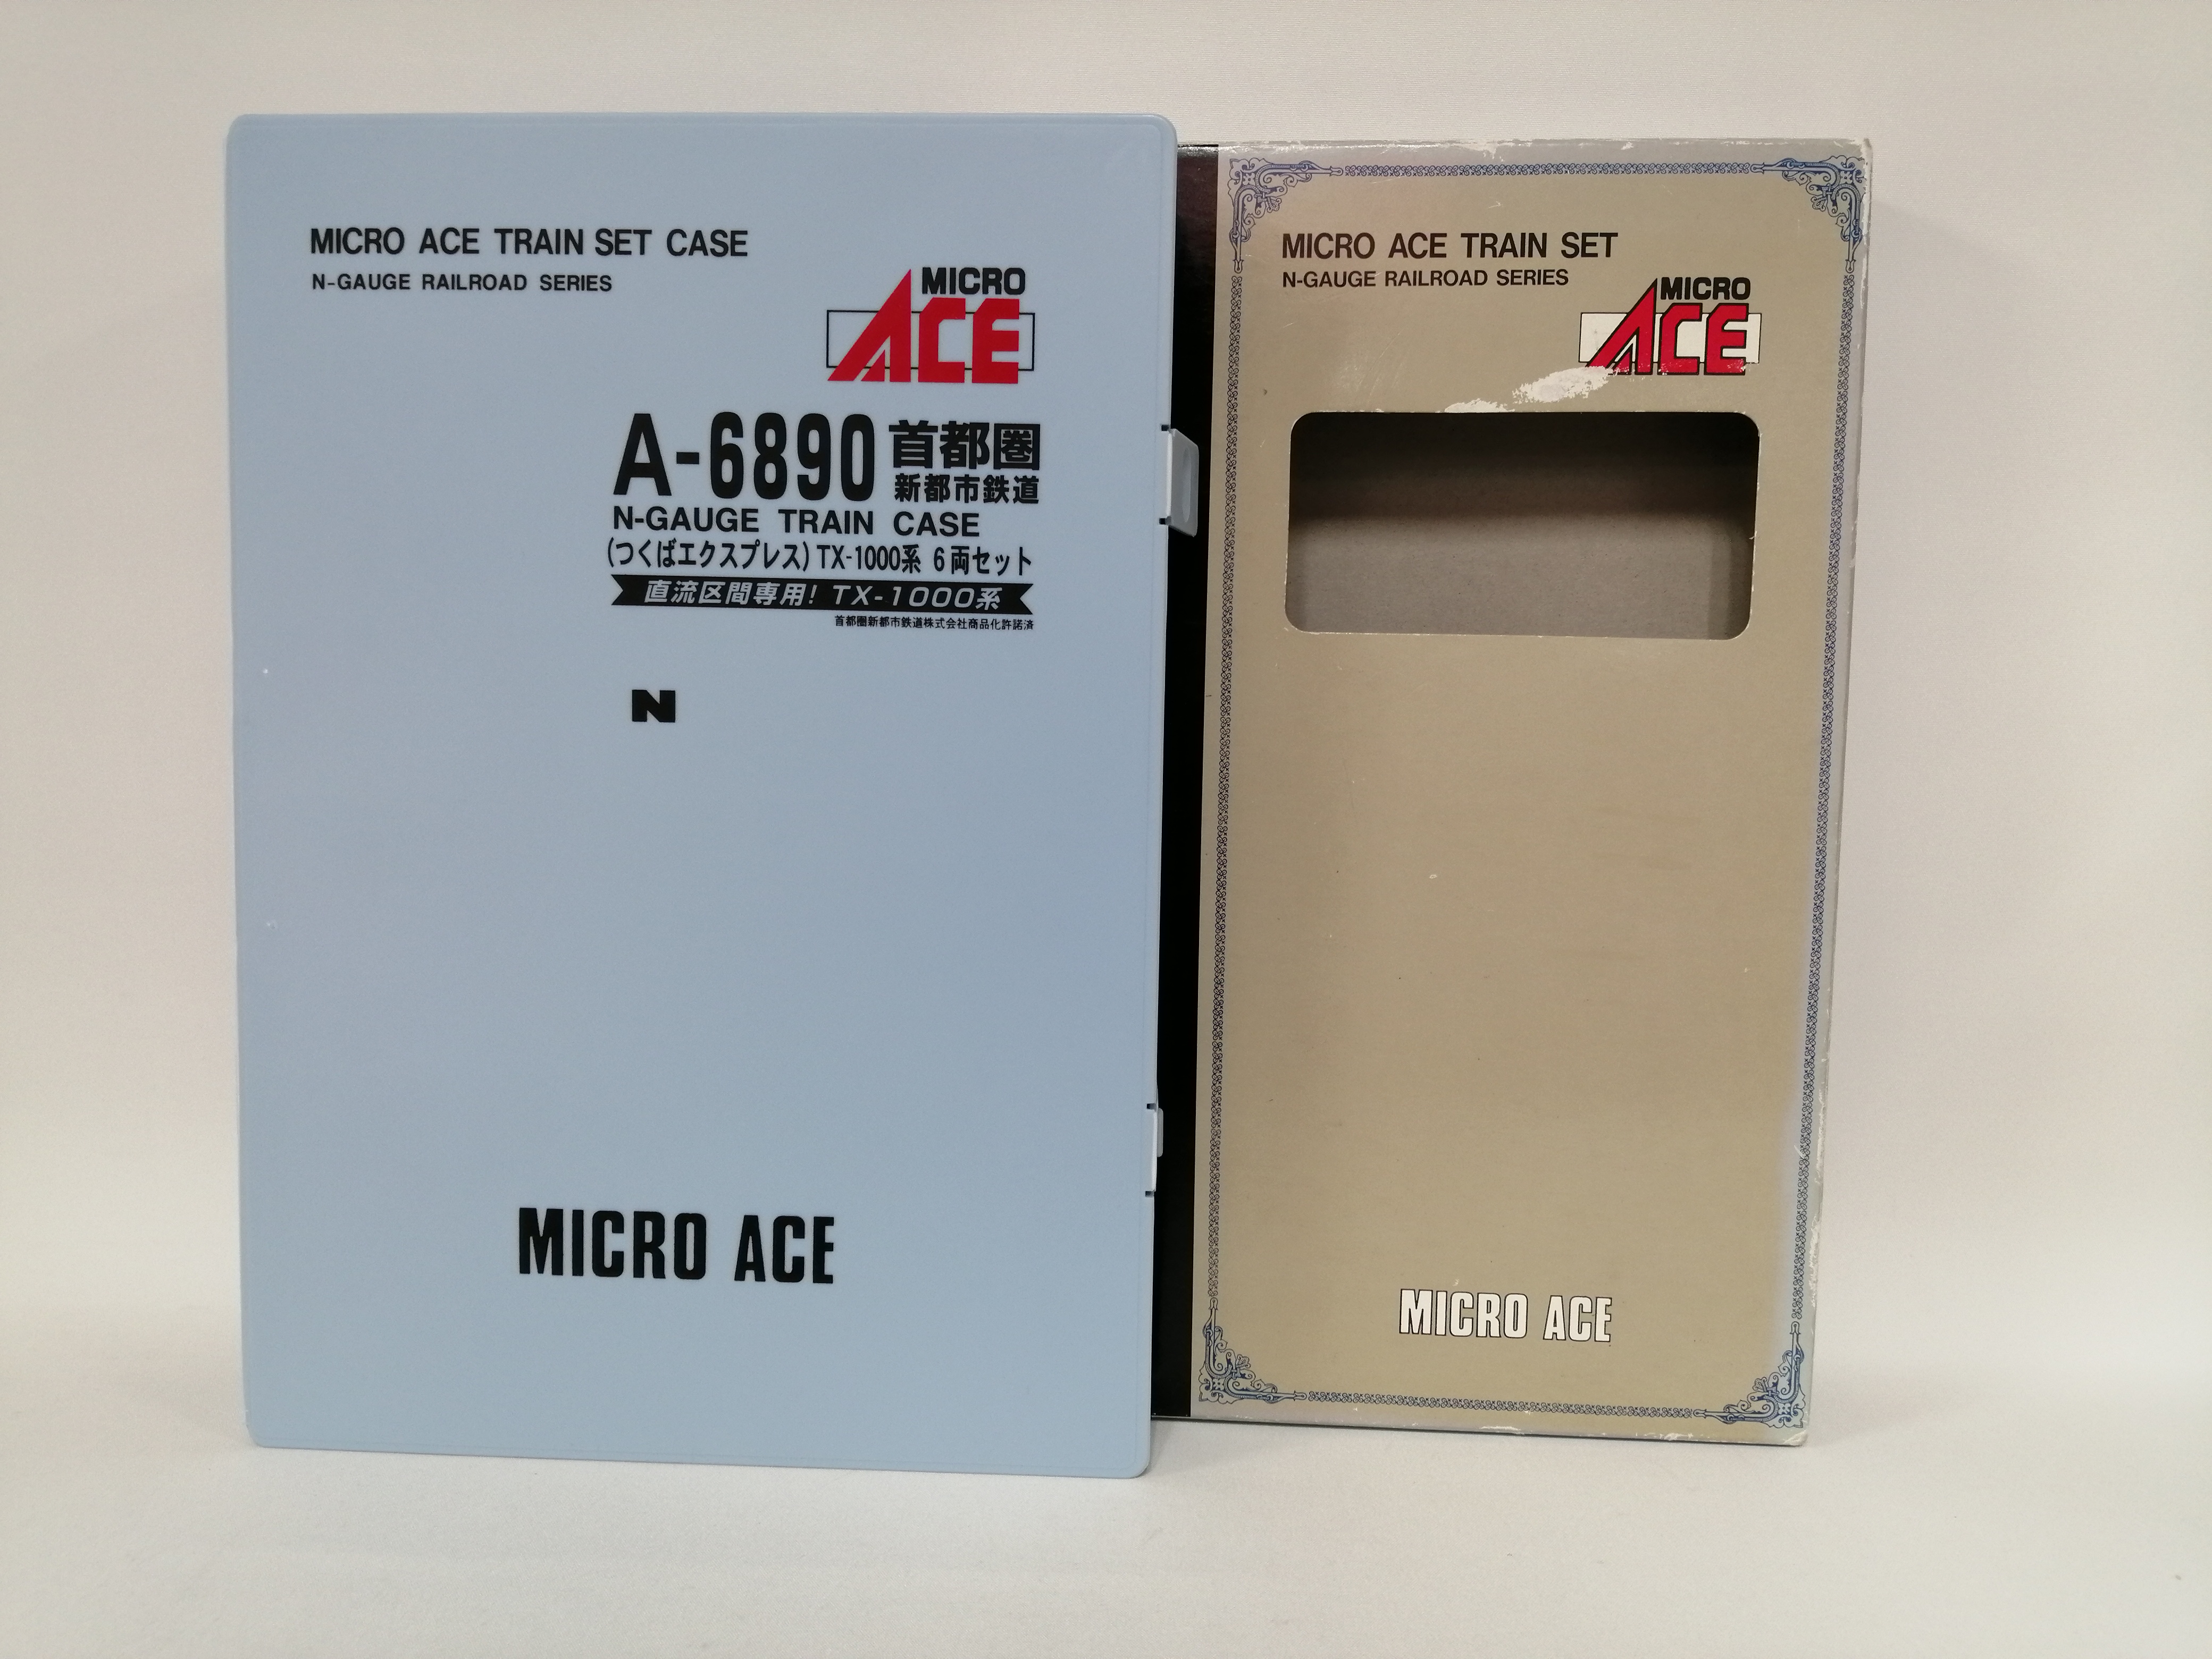 MICRO ACE TRAIN SET CASE
N-GAUGE RAILROAD SERIES
MICRO
ACE
A-6890 首都圏
新都市鉄道
N-GAUGE TRAIN CASE
(つくばエクスプレス) TX-1000系 6両セット
直流区間専用! TX-1000系
首都圏新都市鉄道株式会社商品化許諾済
N
MICRO ACE
MICRO ACE TRAIN SET
N-GAUGE RAILROAD SERIES
MICRO
ACE
MICRO ACE